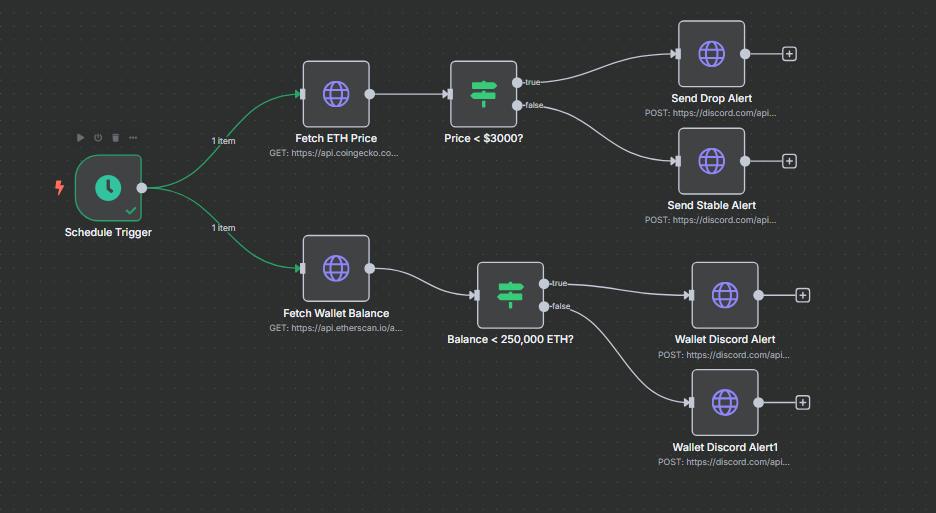 Send Drop Alert
POST: https://discord.com/api...
true
false
Fetch ETH Price
GET: https://api.coingecko.co...
Price < $3000?
1 item
Send Stable Alert
POST: https://discord.com/api...
Schedule Trigger
1 item
Fetch Wallet Balance
GET: https://api.etherscan.io/a...
true
false
Balance < 250,000 ETH?
Wallet Discord Alert
POST: https://discord.com/api...
Wallet Discord Alert1
POST: https://discord.com/api...